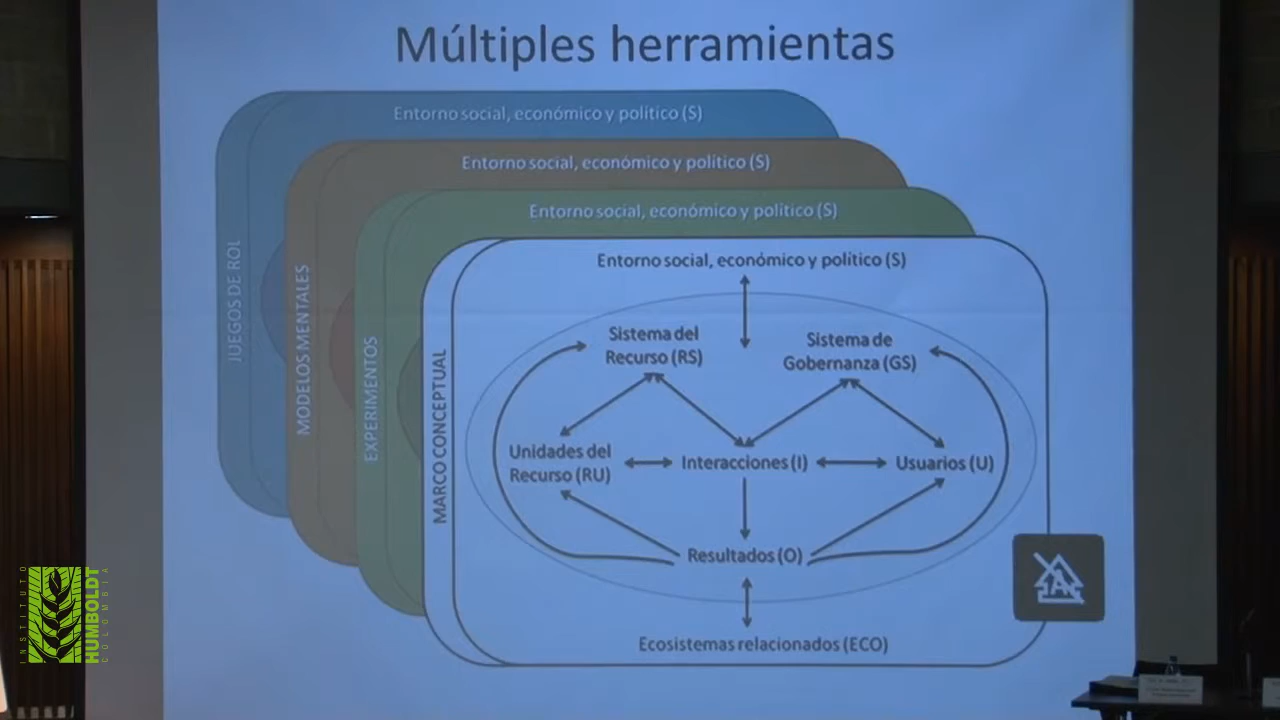 Múltiples herramientas
Entorno social, económico y político (S)
Entorno social, económico y político (S)
Entorno social, económico y político (S)
Entorno social, económico y político (S)
JUEGOS DE ROL
MODELOS MENTALES
EXPERIMENTOS
MARCO CONCEPTUAL
Sistema del
Recurso (RS)
Sistema de
Gobernanza (GS)
Unidades del
Recurso (RU)
Interacciones (I)
Usuarios (U)
Resultados (O)
Ecosistemas relacionados (ECO)
INSTITUTO
HUMBOLDT
COLOMBIA